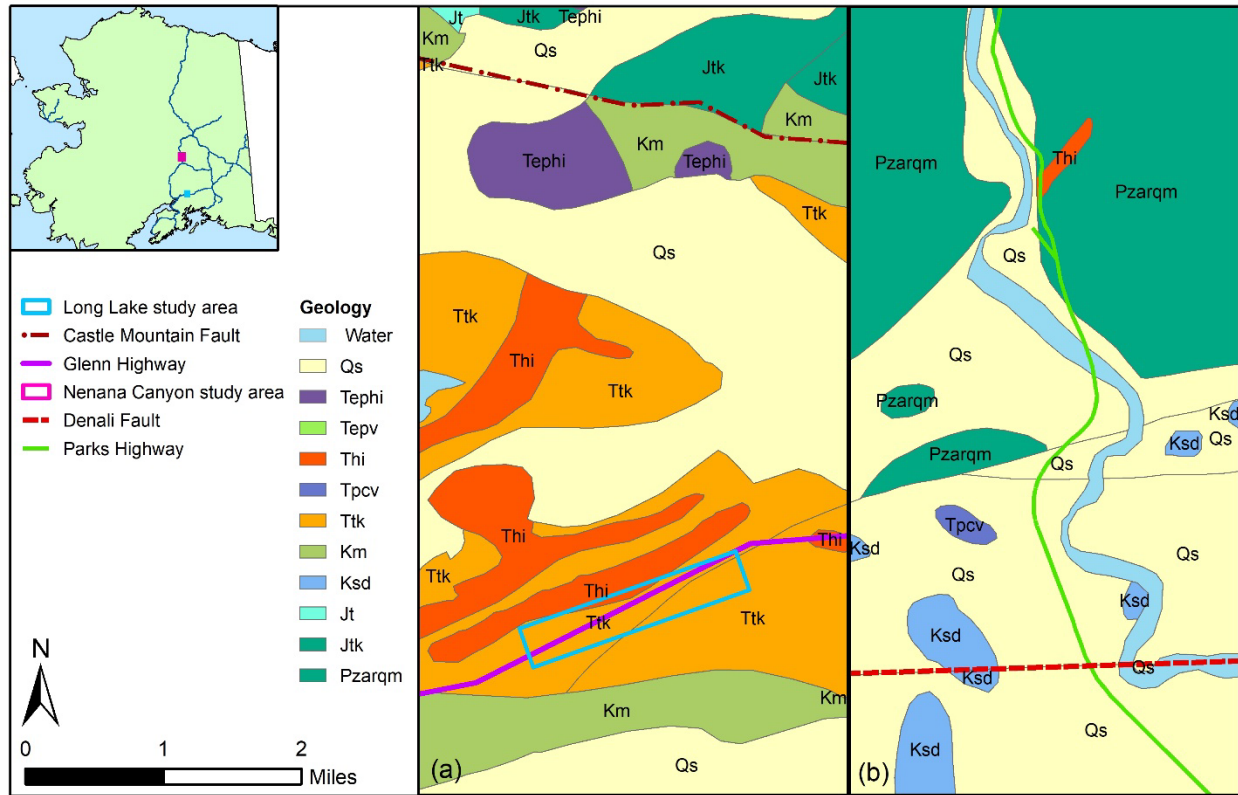 Long Lake study area
Castle Mountain Fault
Glenn Highway
Nenana Canyon study area
Denali Fault
Parks Highway
Geology
Water
Qs
Tephi
Tepv
Thi
Tpcv
Ttk
Km
Ksd
Jt
Jtk
Pzarqm
N
0 1 2
Miles
Jt
Jtk
Tephi
Km
Qs
Ttk
Jtk
Jtk
Km
Km
Tephi
Tephi
Ttk
Qs
Ttk
Thi
Ttk
Thi
Thi
Ttk
Thi
Ttk
Ttk
Km
Km
Qs
(a)
Thi
Pzarqm
Pzarqm
Qs
Qs
Pzarqm
Ksd
Ksd
Qs
Pzarqm
Qs
Tpcv
Ksd
Qs
Qs
Ksd
Ksd
Qs
Ksd
Qs
Ksd
(b)